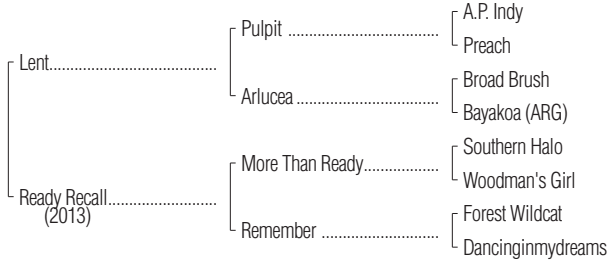 A.P. Indy
Pulpit ........................................
Preach
Lent..........................................
Broad Brush
Arlucea ......................................
Bayakoa (ARG)
Southern Halo
More Than Ready...................
Woodman's Girl
Ready Recall...........................
(2013)
Forest Wildcat
Remember ..............................
Dancinginmydreams